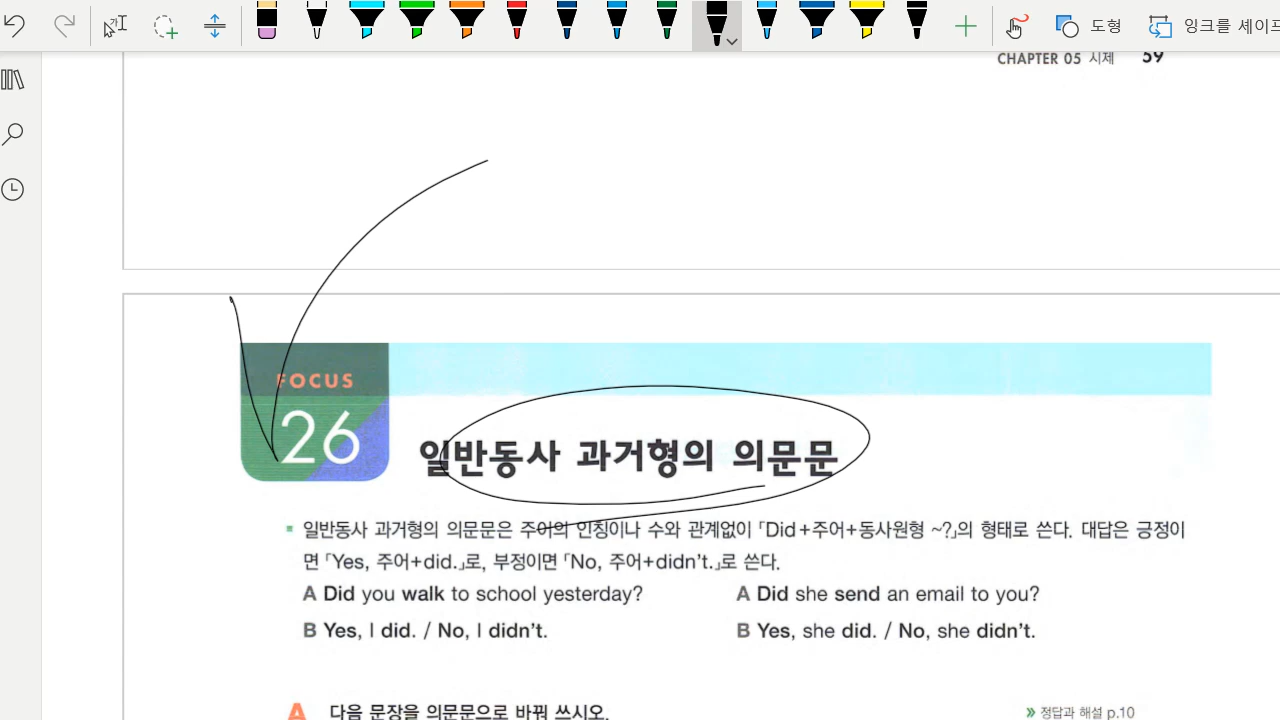 도형
잉크를 셰이프
CHAPTER 05 시제 59
FOCUS
26
일반동사 과거형의 의문문
일반동사 과거형의 의문문은 주어의 인칭이나 수와 관계없이 「Did+주어+동사원형 ~?」의 형태로 쓴다. 대답은 긍정이
면 「Yes, 주어+did.」로, 부정이면 「No, 주어+didn't.」로 쓴다.
A Did you walk to school yesterday?
B Yes, I did. / No, I didn't.
A Did she send an email to you?
B Yes, she did. / No, she didn't.
A 다음 문장을 의문문으로 바꿔 쓰시오.
» 정답과 해설 p.10